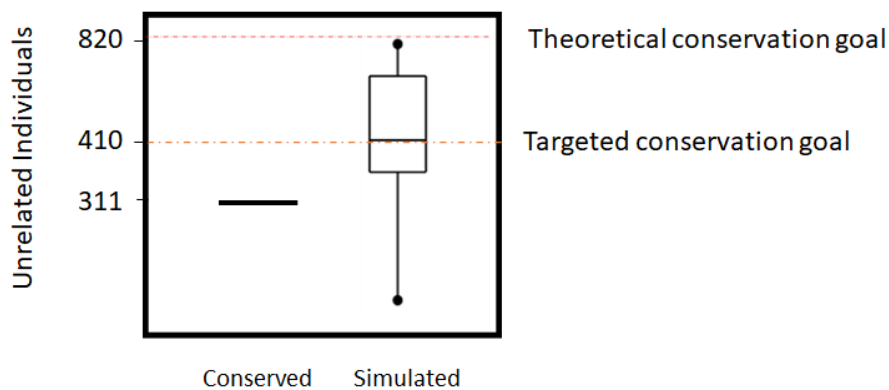 Unrelated Individuals
820
410
311
Theoretical conservation goal
Targeted conservation goal
Conserved
Simulated